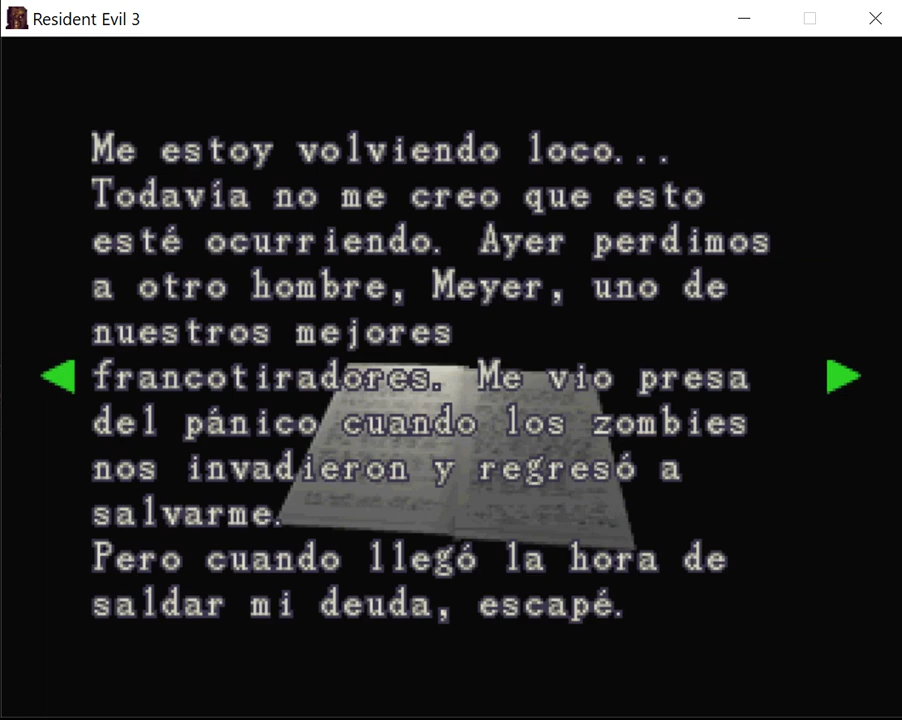 Resident Evil 3
Me estoy volviendo loco...
Todavía no me creo que esto
esté ocurriendo. Ayer perdimos
a otro hombre, Meyer, uno de
nuestros mejores
francotiradores. Me vio presa
del pánico cuando los zombies
nos invadieron y regresó a
salvarme.
Pero cuando llegó la hora de
saldar mi deuda, escapé.